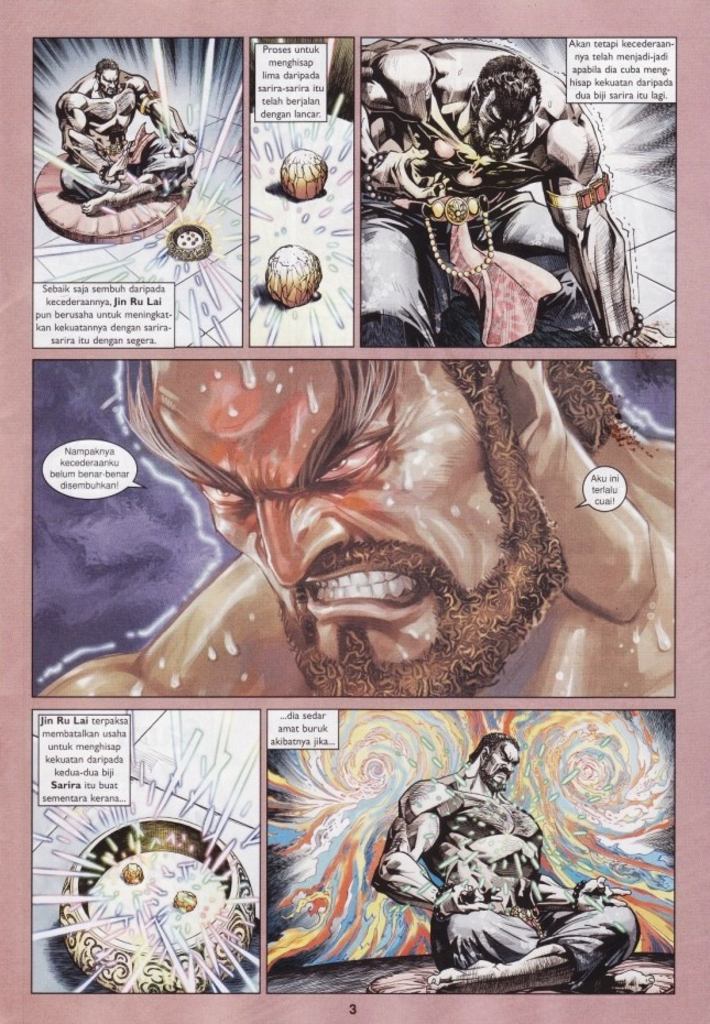 Sebaik saja sembuh daripada
kecederaannya, Jin Ru Lai
pun berusaha untuk meningkat-
kan kekuatannya dengan sarira-
sarira itu dengan segera.
Proses untuk
menghisap
lima daripada
sarira-sarira itu
telah berjalan
dengan lancar.
Akan tetapi kecederaan-
nya telah menjadi-jadi
apabila dia cuba meng-
hisap kekuatan daripada
dua biji sarira itu lagi.
Nampaknya
kecederaanku
belum benar-benar
disembuhkan!
Aku ini
terlalu
cuai!
Jin Ru Lai terpaksa
membatalkan usaha
untuk menghisap
kekuatan daripada
kedua-dua biji
Sarira itu buat
sementara kerana...
...dia sedar
amat buruk
akibatnya jika...
3